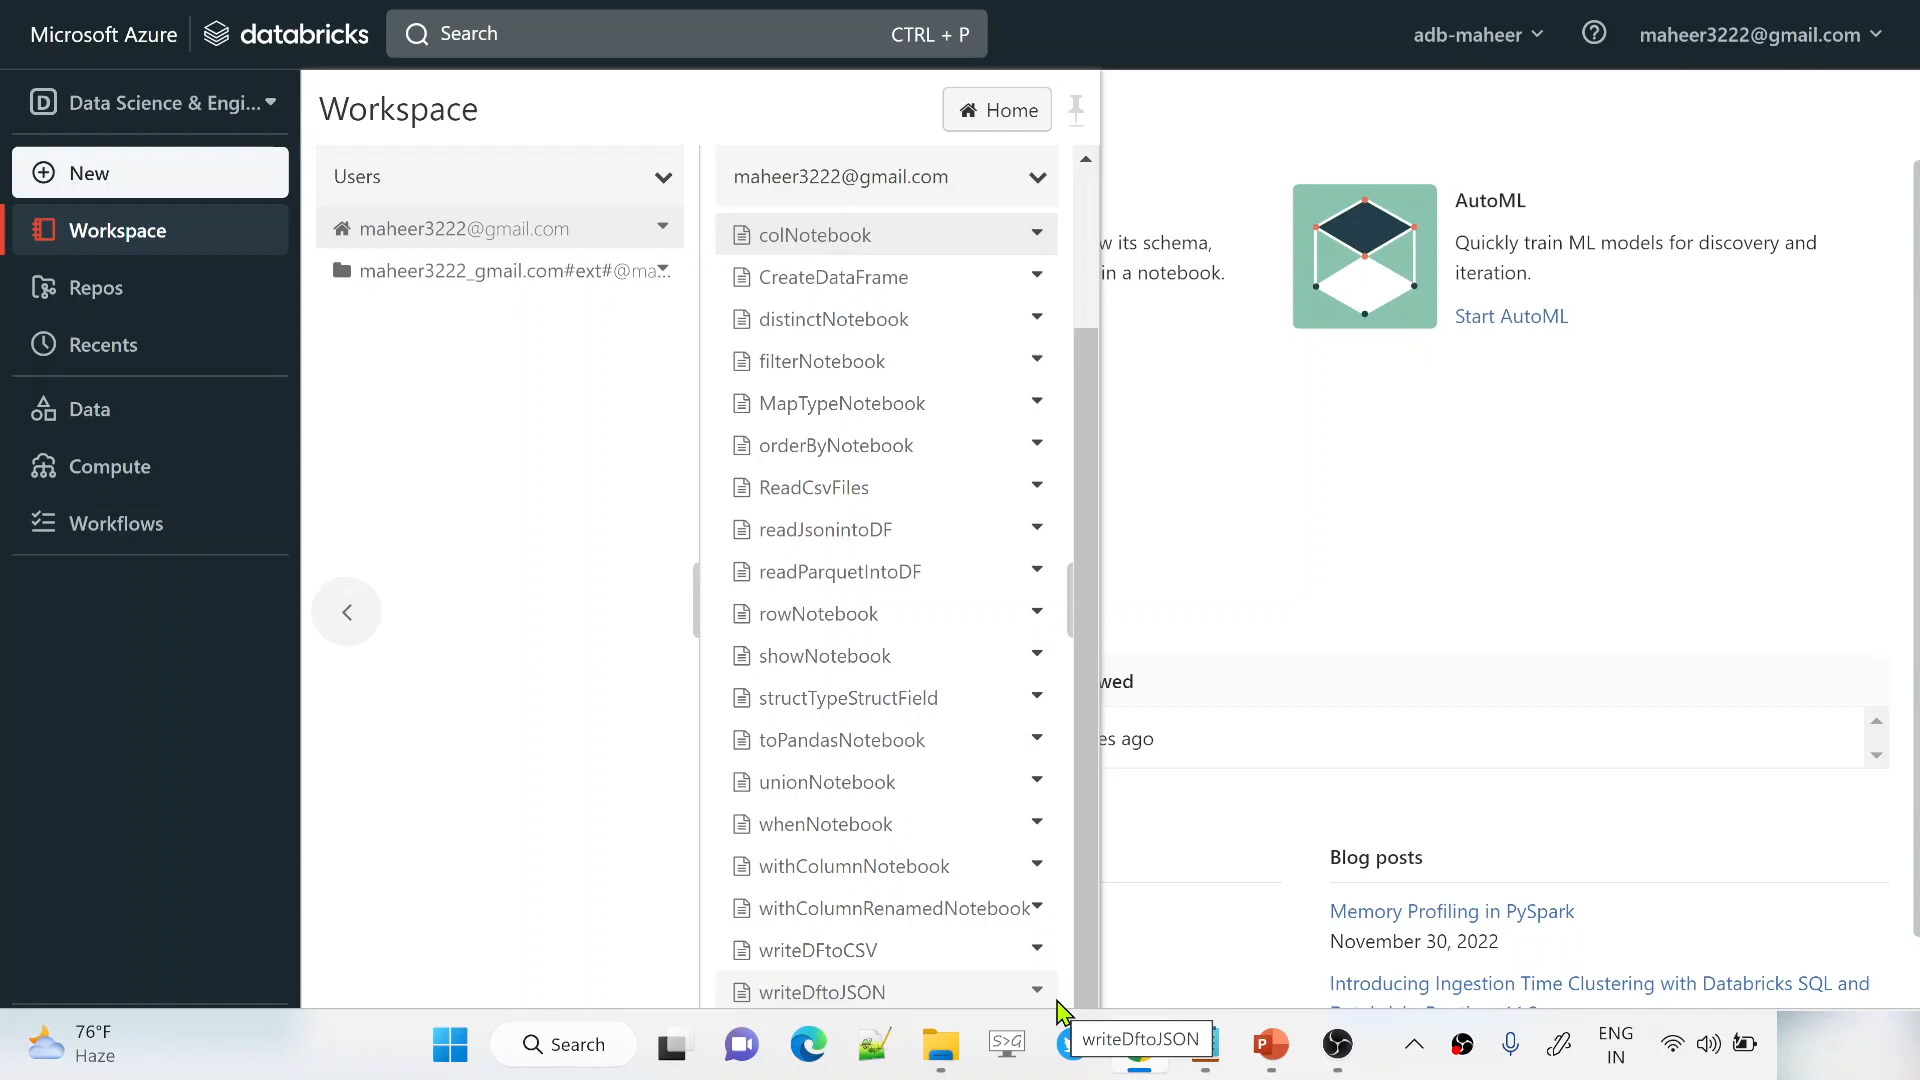 Microsoft Azure
databricks
Search
CTRL + P
adb-maheer
maheer3222@gmail.com
Data Science & Engi...
New
Workspace
Repos
Recents
Data
Compute
Workflows
Workspace
Home
Users
maheer3222@gmail.com
maheer3222_gmail.com#ext#@ma...
maheer3222@gmail.com
colNotebook
CreateDataFrame
distinctNotebook
filterNotebook
MapTypeNotebook
orderByNotebook
ReadCsvFiles
readJsonintoDF
readParquetIntoDF
rowNotebook
showNotebook
structTypeStructField
toPandasNotebook
unionNotebook
whenNotebook
withColumnNotebook
withColumnRenamedNotebook
writeDFtoCSV
writeDftoJSON
w its schema,
in a notebook.
AutoML
Quickly train ML models for discovery and
iteration.
Start AutoML
wed
es ago
Blog posts
Memory Profiling in PySpark
November 30, 2022
Introducing Ingestion Time Clustering with Databricks SQL and
writeDftoJSON
76°F
Haze
Search
S>G
ENG
IN